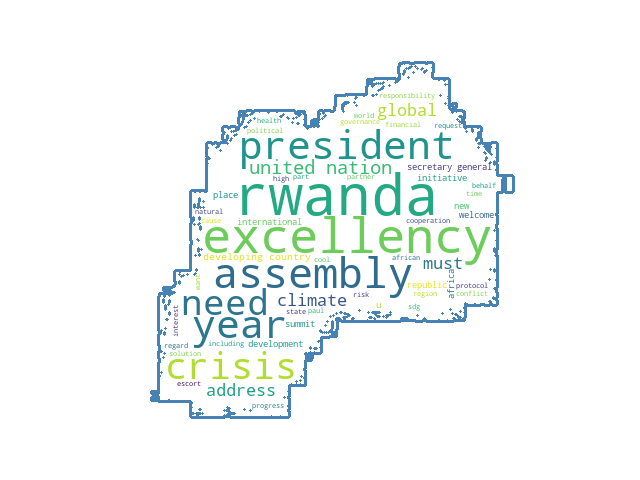 responsibility
global
health
world
governance
financial
request
political
president
united nation
secretary general
high
part
partner
initiative
behalf
place
rwanda
time
natural
new
cause
international
welcome
cooperation
excellency
developing country
cool
african
must
assembly
africa
want
republic
protocol
region
conflict
need
climate
risk
u
sdg
state
paul
interest
year
summit
regard
including
development
solution
crisis
escort
address
progress